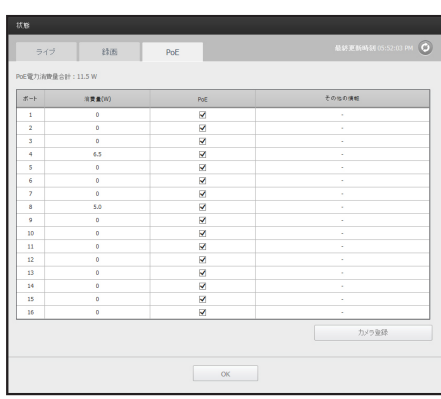 状態
ライブ 録画 PoE 最終更新時刻 05:52:03 PM
PoE電力消費量合計 : 11.5 W
ポート 消費量(W) PoE その他の情報
1 0 -
2 0 -
3 0 -
4 6.5 -
5 0 -
6 0 -
7 0 -
8 5.0 -
9 0 -
10 0 -
11 0 -
12 0 -
13 0 -
14 0 -
15 0 -
16 0 -
カメラ登録
OK